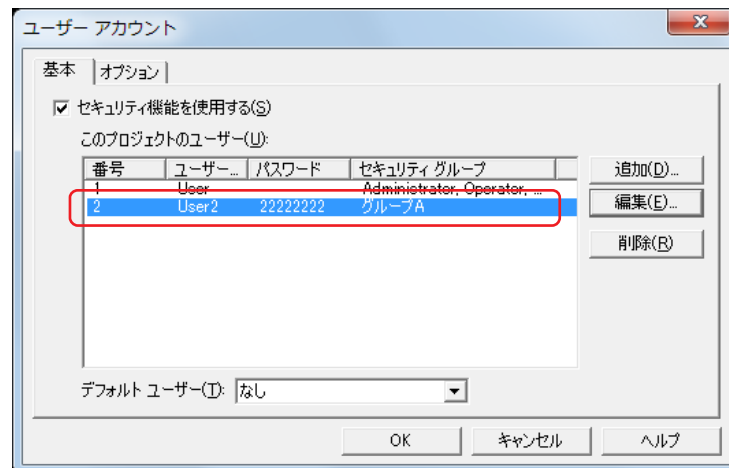 ユーザー アカウント
基本 オプション
セキュリティ機能を使用する(S)
このプロジェクトのユーザー(U):
番号 ユーザー... パスワード セキュリティ グループ
追加(D)...
1 User Administrator, Operator, ...
2 User2 22222222 グループA
編集(E)...
削除(R)
デフォルト ユーザー(T): なし
OK キャンセル ヘルプ